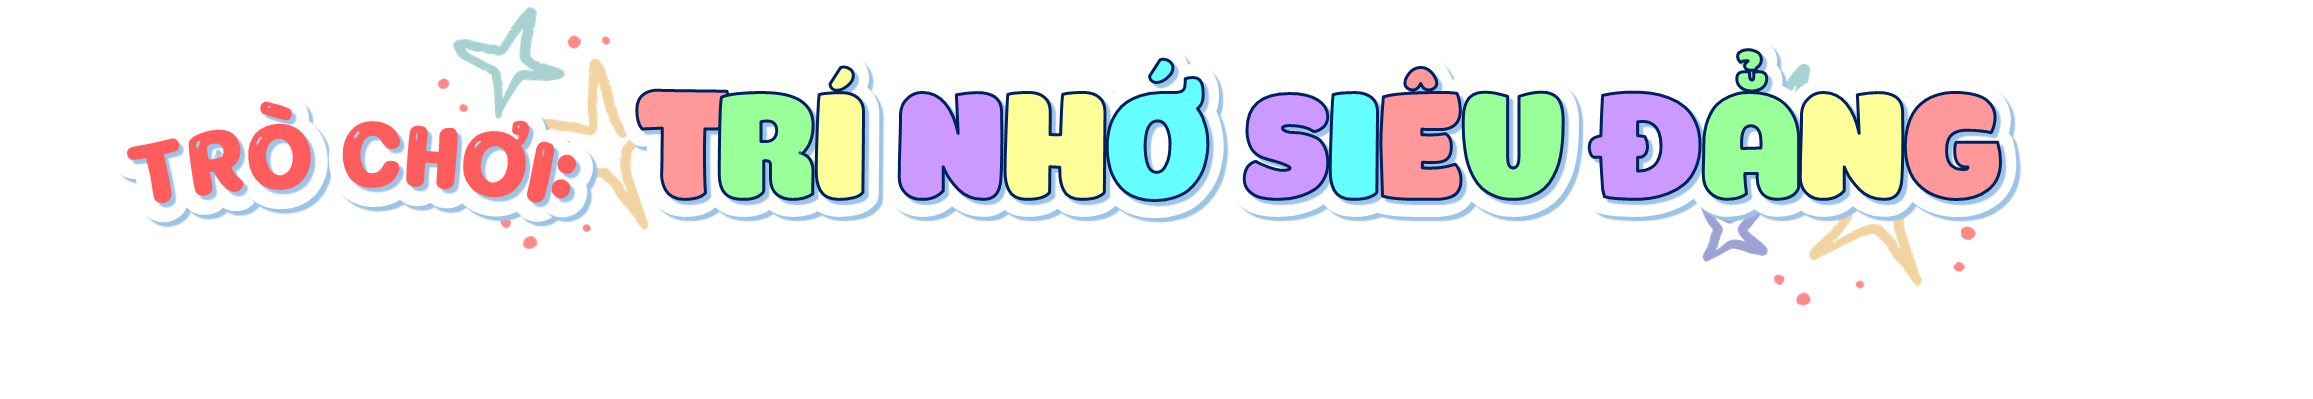 TRÒ CHƠI: TRÍ NHỚ SIÊU ĐẲNG